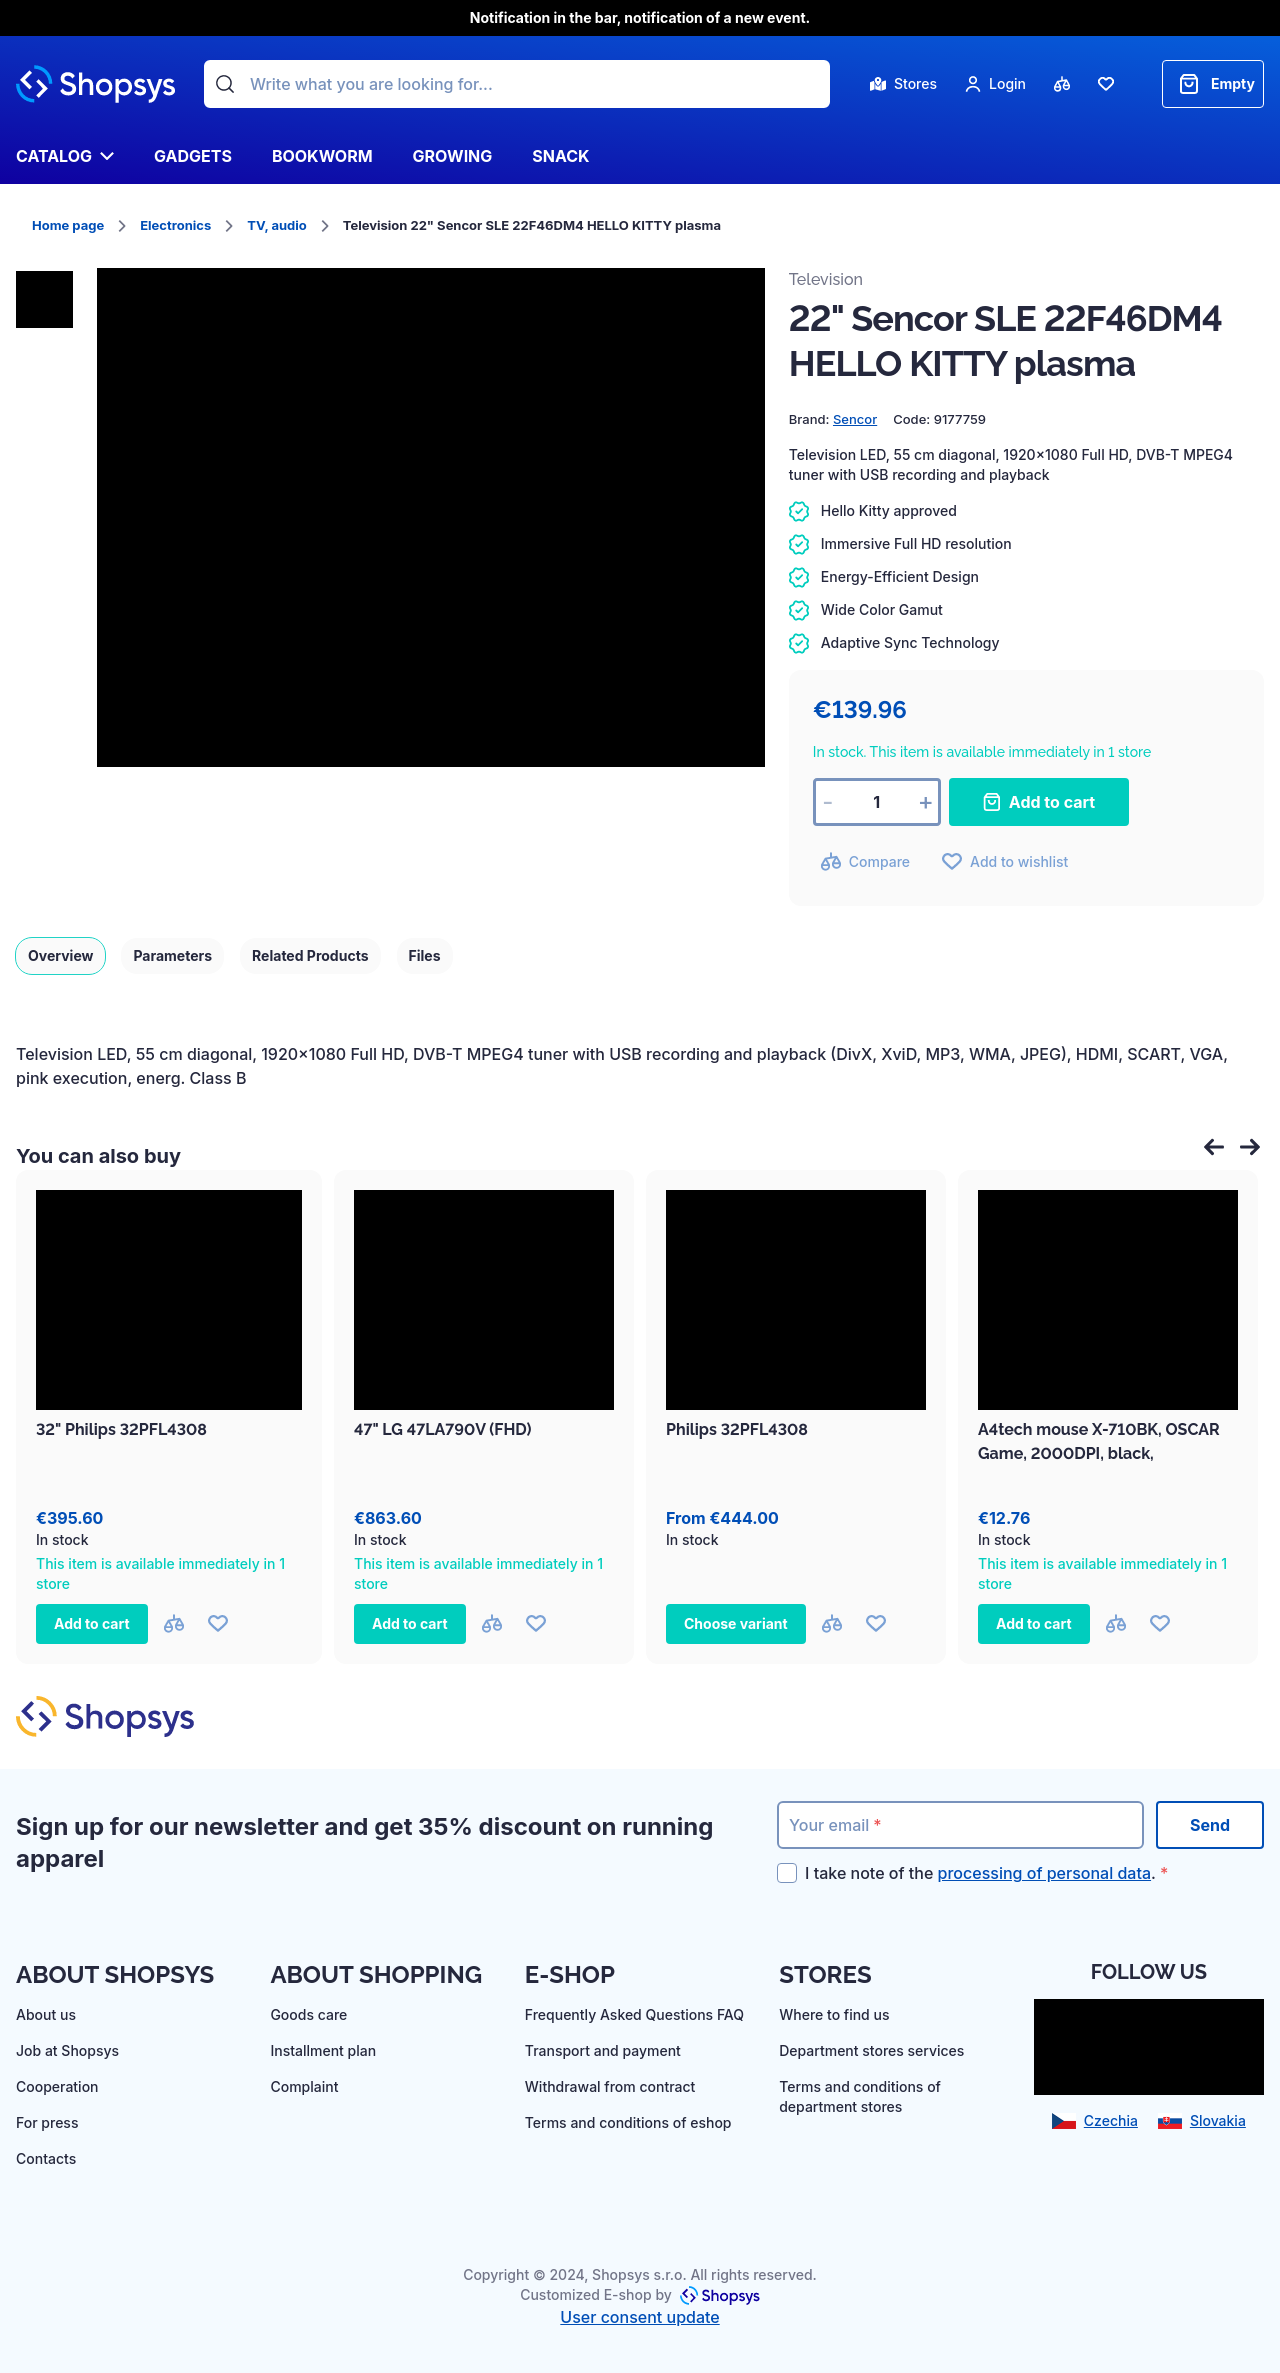 Notification in the bar, notification of a new event.
Shopsys
Write what you are looking for...
Stores
Login
Empty
CATALOG
GADGETS
BOOKWORM
GROWING
SNACK
Home page
Electronics
TV, audio
Television 22" Sencor SLE 22F46DM4 HELLO KITTY plasma
Television
22" Sencor SLE 22F46DM4
HELLO KITTY plasma
Brand: Sencor
Code: 9177759
Television LED, 55 cm diagonal, 1920×1080 Full HD, DVB-T MPEG4
tuner with USB recording and playback
Hello Kitty approved
Immersive Full HD resolution
Energy-Efficient Design
Wide Color Gamut
Adaptive Sync Technology
€139.96
In stock. This item is available immediately in 1 store
- 1 +
Add to cart
Compare
Add to wishlist
Overview
Parameters
Related Products
Files
Television LED, 55 cm diagonal, 1920×1080 Full HD, DVB-T MPEG4 tuner with USB recording and playback (DivX, XviD, MP3, WMA, JPEG), HDMI, SCART, VGA,
pink execution, energ. Class B
You can also buy
32" Philips 32PFL4308
€395.60
In stock
This item is available immediately in 1
store
Add to cart
47" LG 47LA790V (FHD)
€863.60
In stock
This item is available immediately in 1
store
Add to cart
Philips 32PFL4308
From €444.00
In stock
Choose variant
A4tech mouse X-710BK, OSCAR
Game, 2000DPI, black,
€12.76
In stock
This item is available immediately in 1
store
Add to cart
Shopsys
Sign up for our newsletter and get 35% discount on running
apparel
Your email *
Send
I take note of the processing of personal data. *
ABOUT SHOPSYS
About us
Job at Shopsys
Cooperation
For press
Contacts
ABOUT SHOPPING
Goods care
Installment plan
Complaint
E-SHOP
Frequently Asked Questions FAQ
Transport and payment
Withdrawal from contract
Terms and conditions of eshop
STORES
Where to find us
Department stores services
Terms and conditions of
department stores
FOLLOW US
Czechia
Slovakia
Copyright © 2024, Shopsys s.r.o. All rights reserved.
Customized E-shop by Shopsys
User consent update